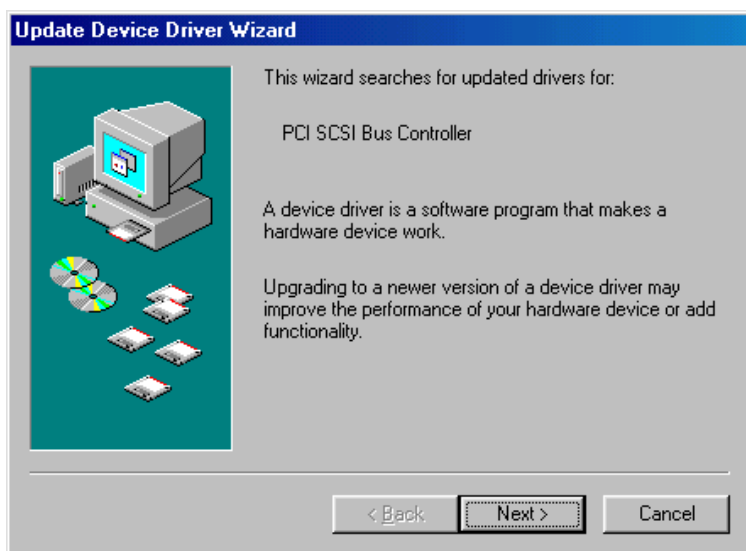 Update Device Driver Wizard
This wizard searches for updated drivers for:
PCI SCSI Bus Controller
A device driver is a software program that makes a
hardware device work.
Upgrading to a newer version of a device driver may
improve the performance of your hardware device or add
functionality.
< Back
Next >
Cancel